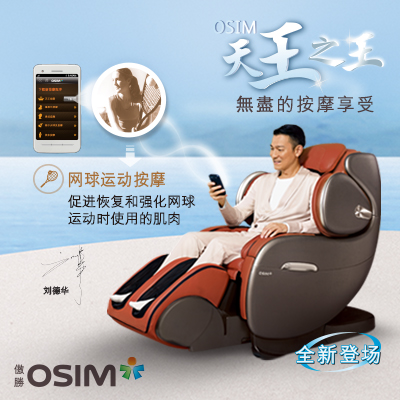 OSIM
天王之王
無盡的按摩享受
网球运动按摩
促进恢复和强化网球
运动时使用的肌肉
刘德华
全新登场
傲勝 OSIM